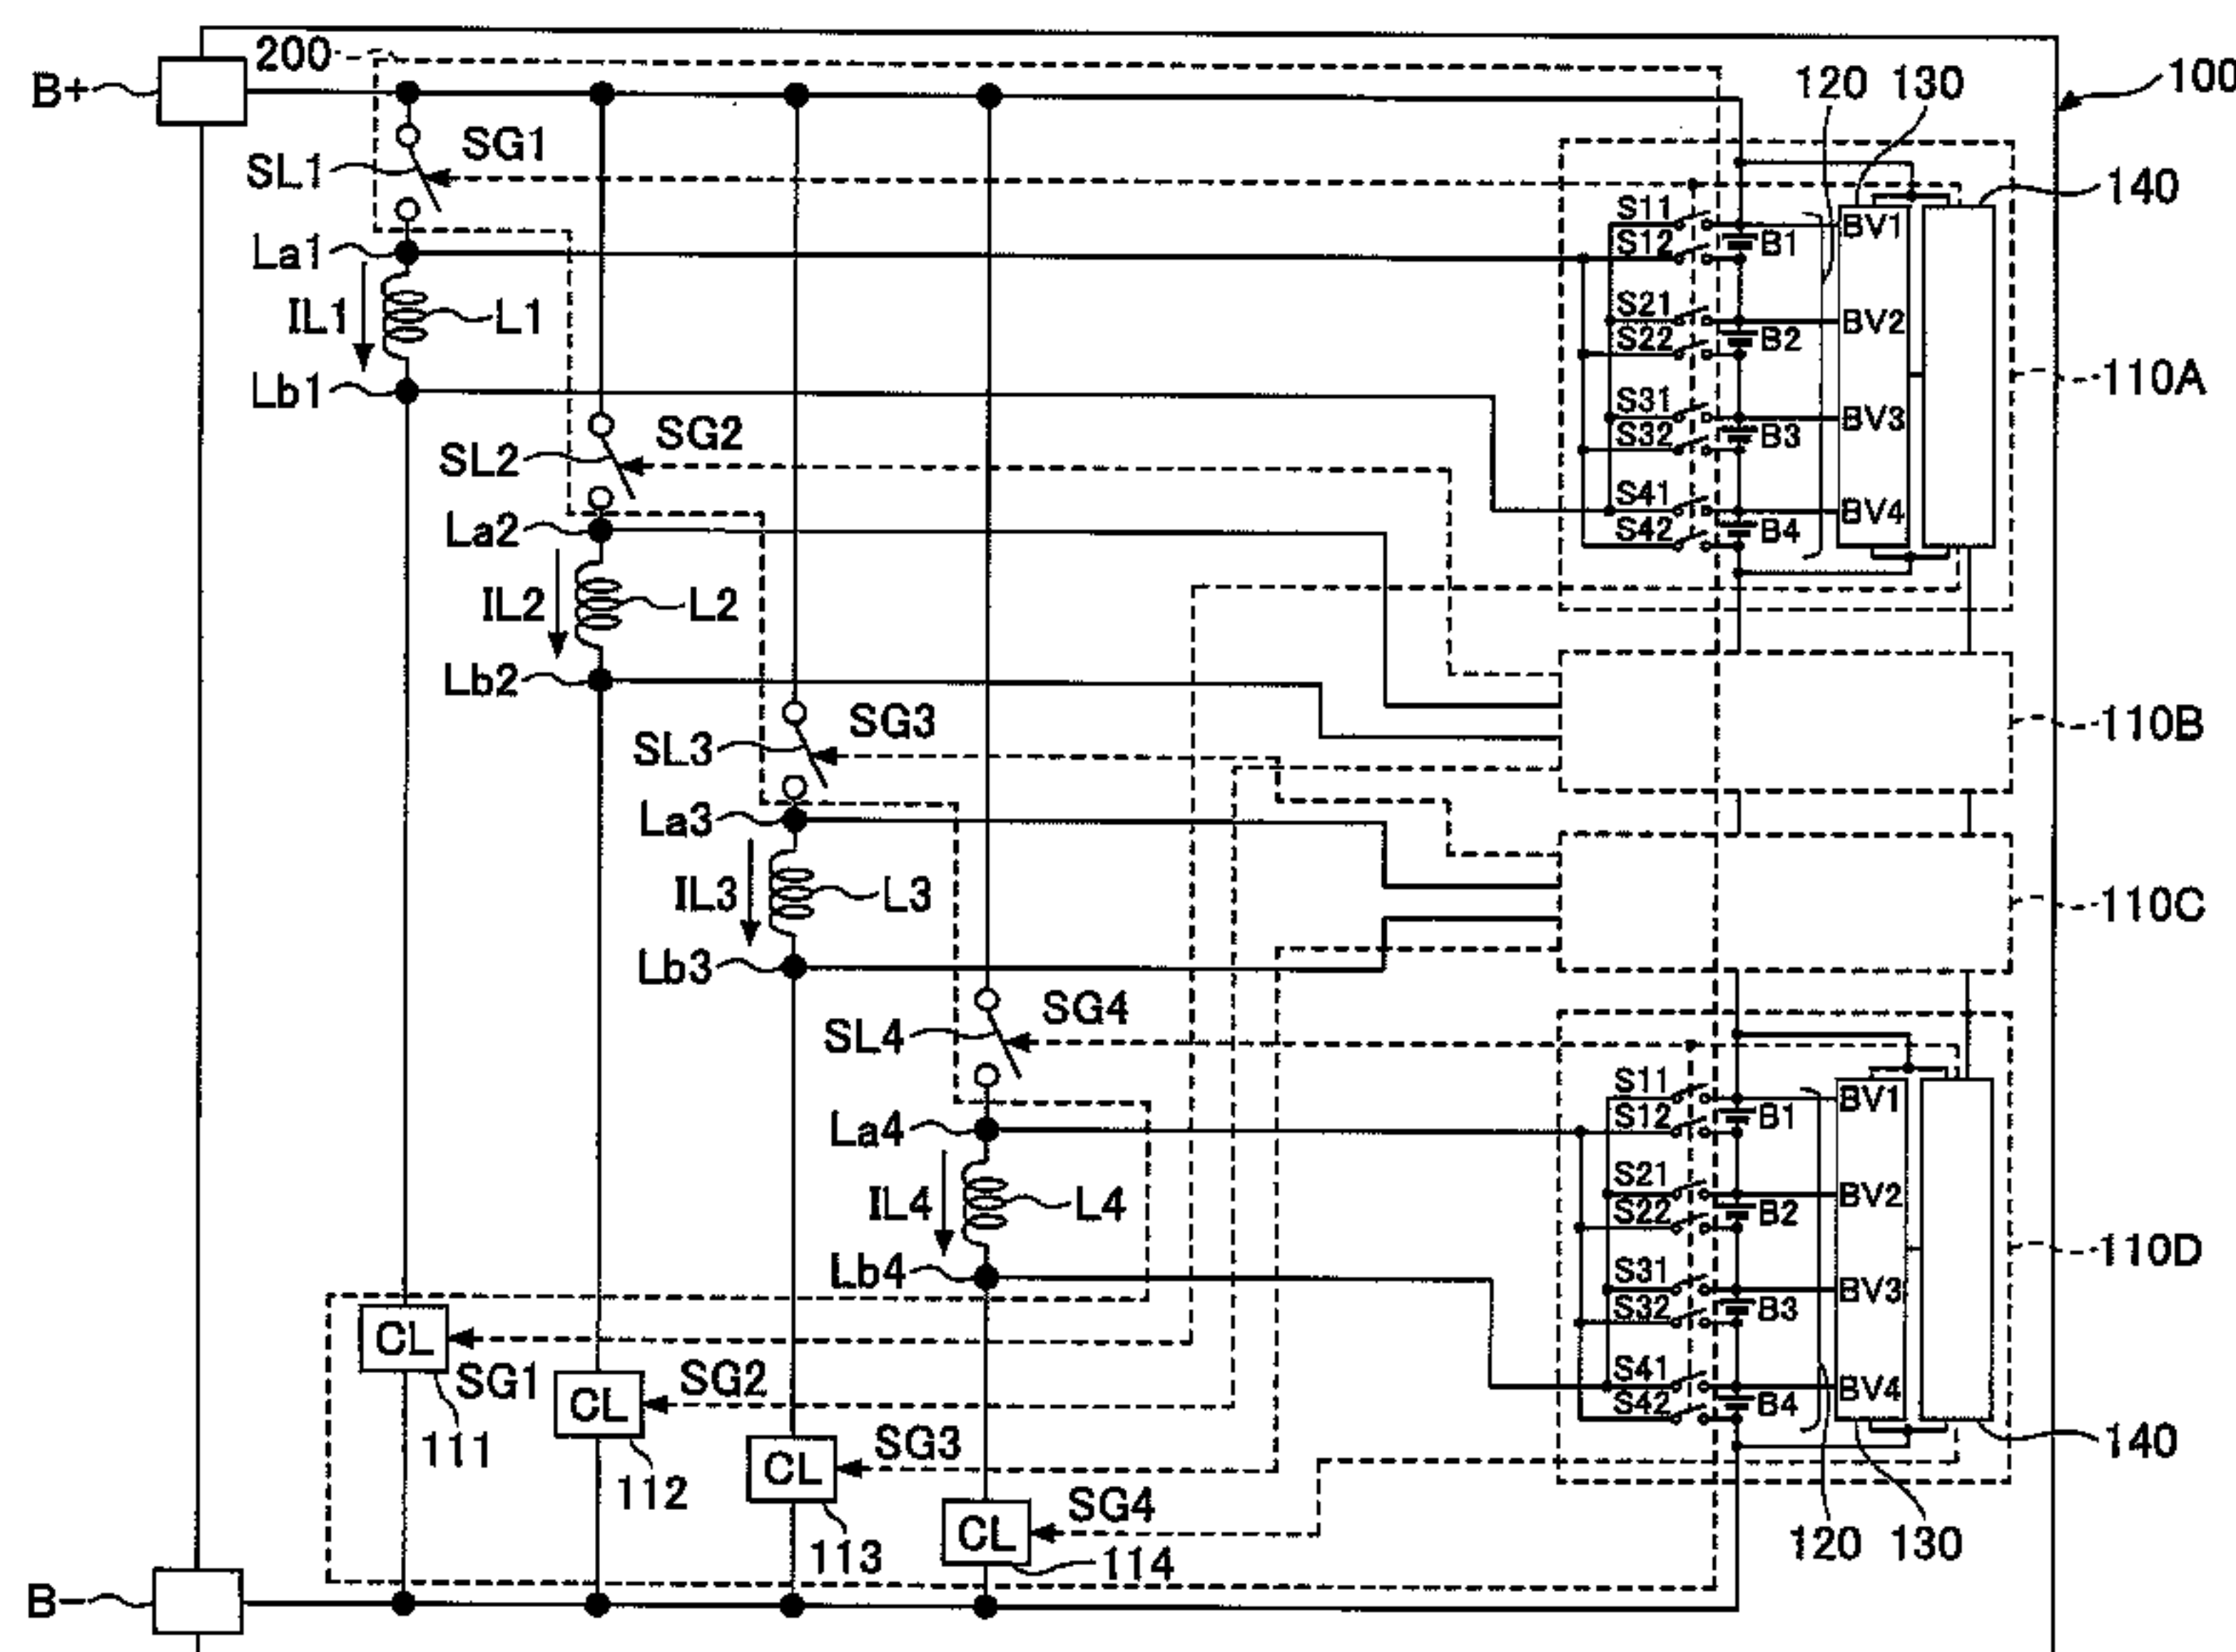 200
B+
120 130
100
SG1
SL1
140
S11
BV1
S12
B1
La1
IL1
L1
S21
BV2
S22
B2
110A
Lb1
S31
BV3
SG2
S32
B3
SL2
S41
BV4
S42
B4
La2
IL2
L2
Lb2
SG3
110B
SL3
La3
IL3
L3
110C
Lb3
SG4
SL4
S11
BV1
S12
B1
La4
S21
BV2
IL4
L4
S22
B2
110D
Lb4
S31
BV3
S32
B3
CL
SG1
SG2
S41
BV4
S42
B4
CL
111
SG3
140
CL
112
SG4
CL
113
114
120 130
B-